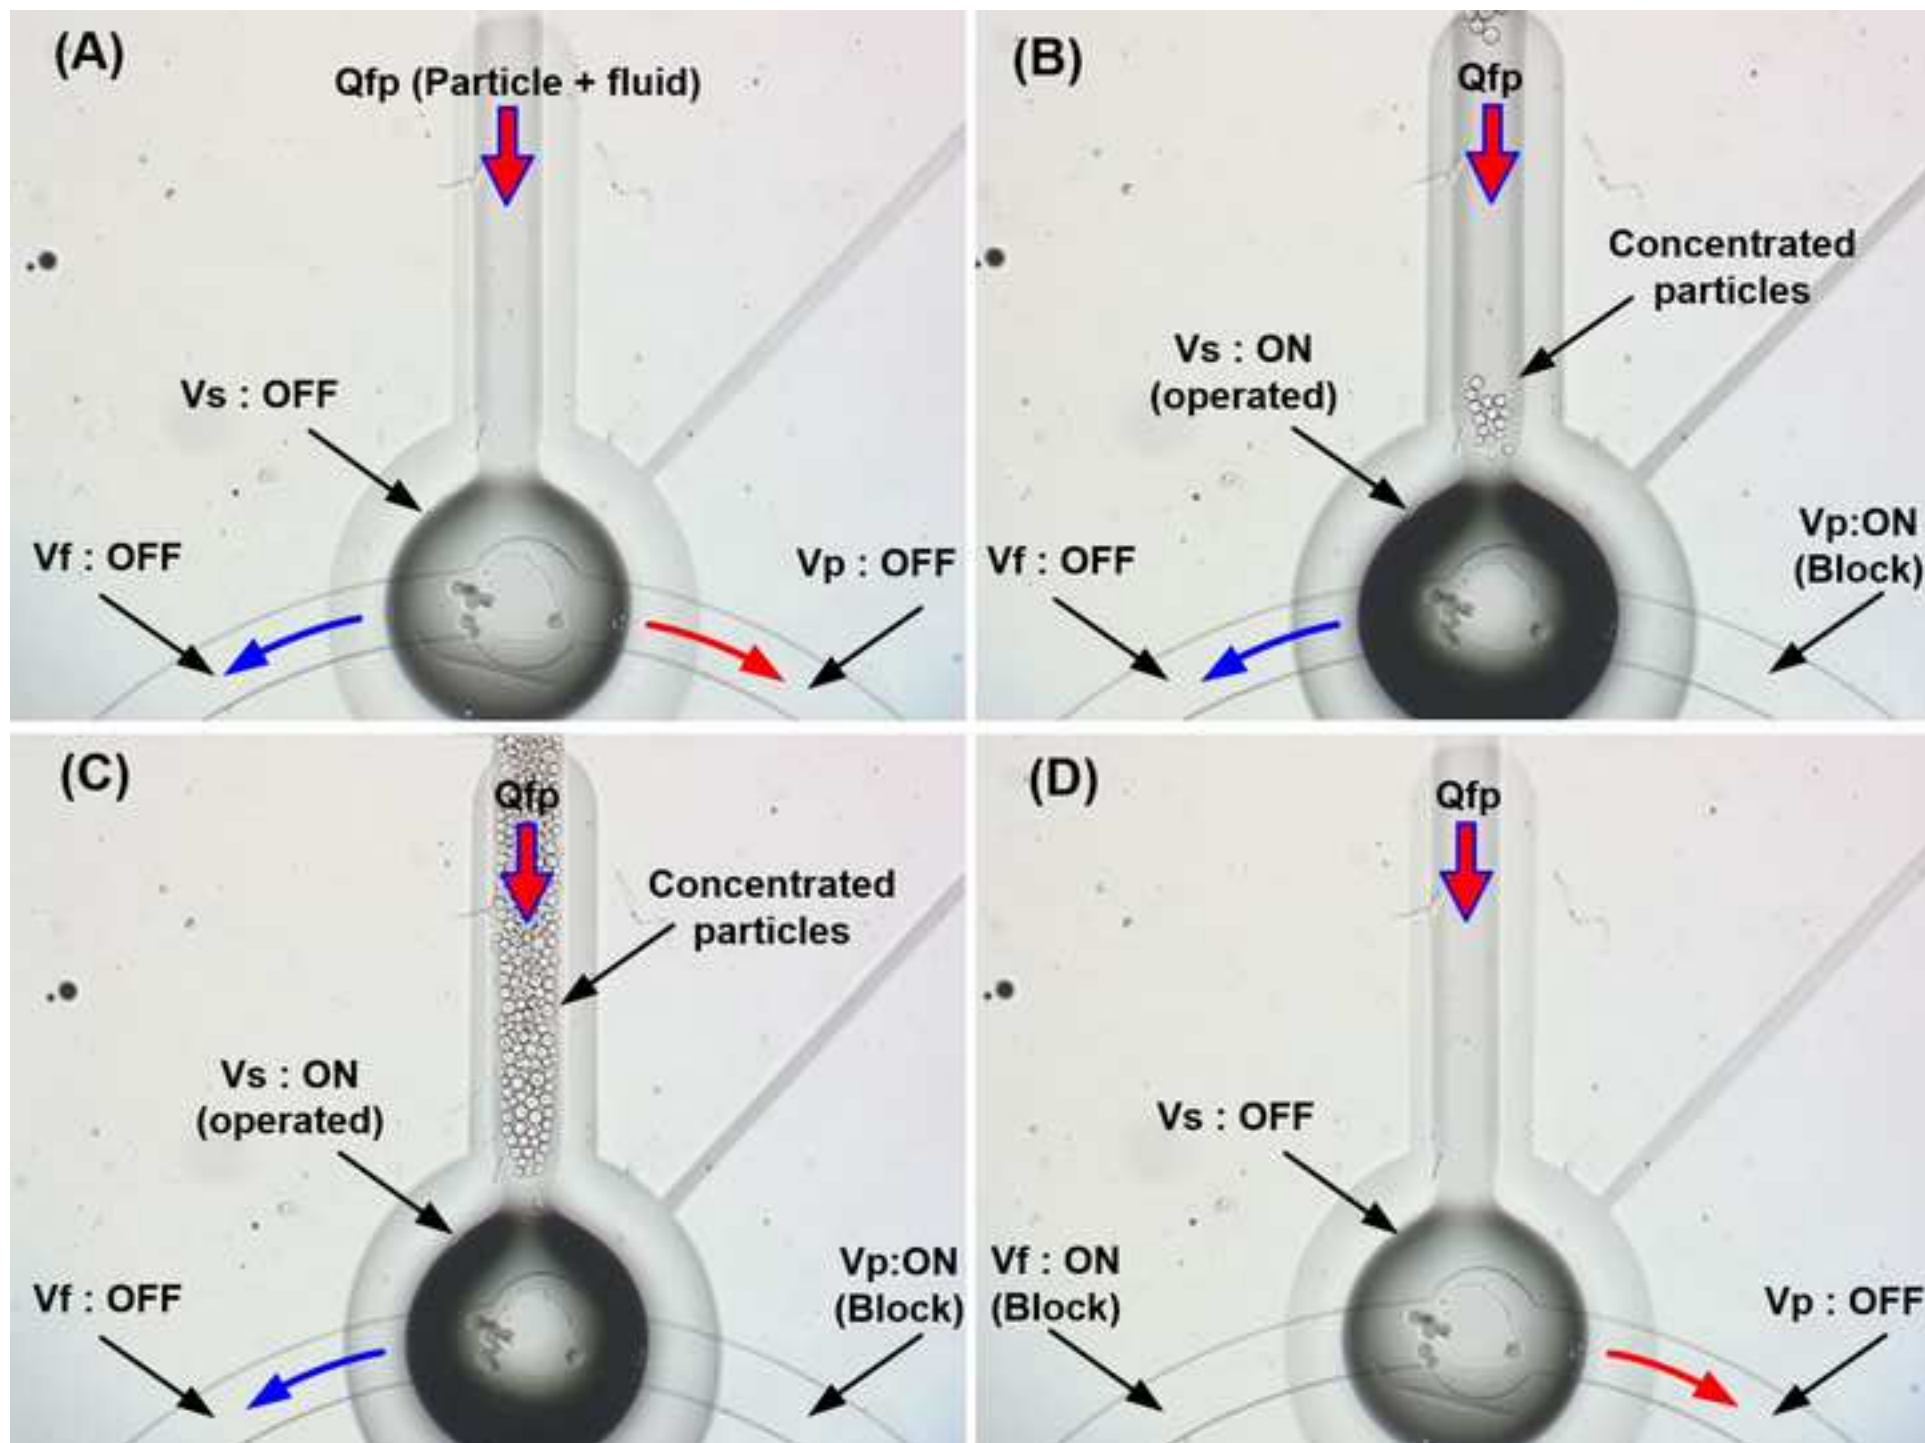 (A)
Qfp (Particle + fluid)
Vs : OFF
Vf : OFF
Vp : OFF
(B)
Qfp
Concentrated
particles
Vs : ON
(operated)
Vf : OFF
Vp:ON
(Block)
(C)
Qfp
Concentrated
particles
Vs : ON
(operated)
Vf : OFF
Vp:ON
(Block)
(D)
Qfp
Vs : OFF
Vf : ON
(Block)
Vp : OFF